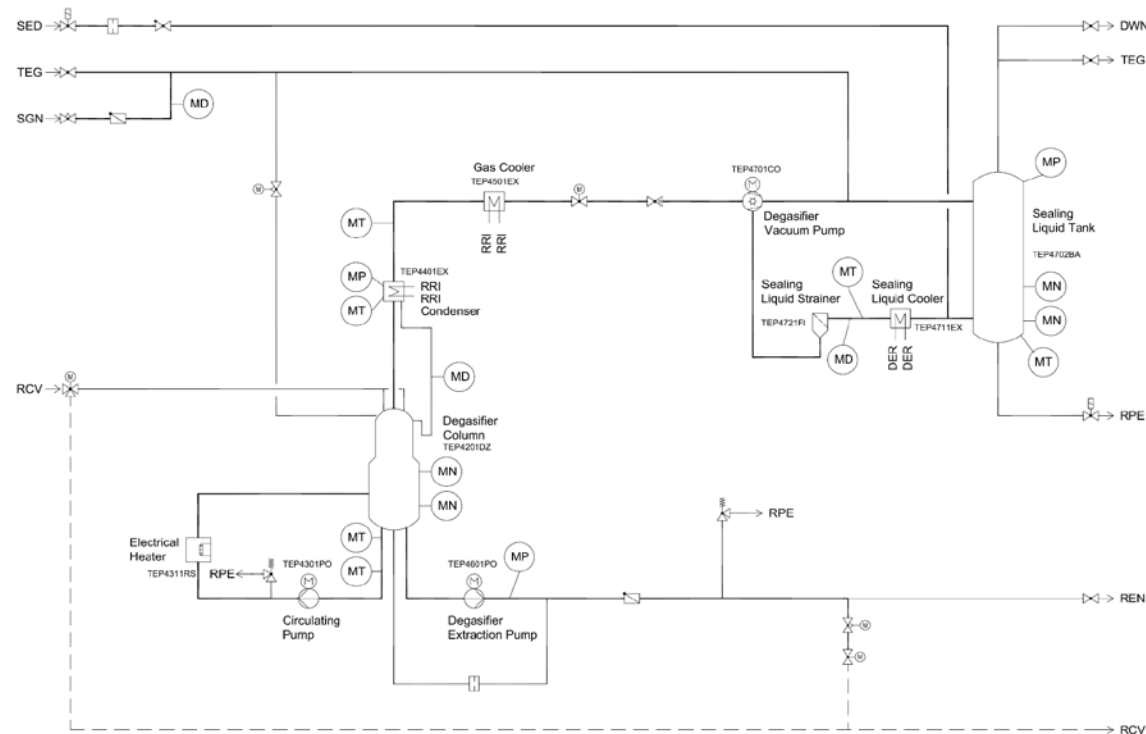 SED
DWN
TEG
TEG
MD
SGN
Gas Cooler
TEP4501EX
TEP4701CO
M
MP
M
M
M
MT
Degasifier
Vacuum Pump
Sealing
Liquid Tank
TEP4702BA
RRI
RRI
TEP4401EX
MP
RRI
RRI
MT
Condenser
MT
Sealing
Liquid Strainer
TEP4721FI
Sealing
Liquid Cooler
M
TEP4711EX
MN
MN
MD
DER
DER
MT
MD
M
RCV
RPE
Degasifier
Column
TEP4201DZ
MN
MN
RPE
Electrical
Heater
TEP4311RS
MT
MT
TEP4301PO
M
RPE
TEP4601PO
M
MP
Circulating
Pump
Degasifier
Extraction Pump
REN
M
M
RCV